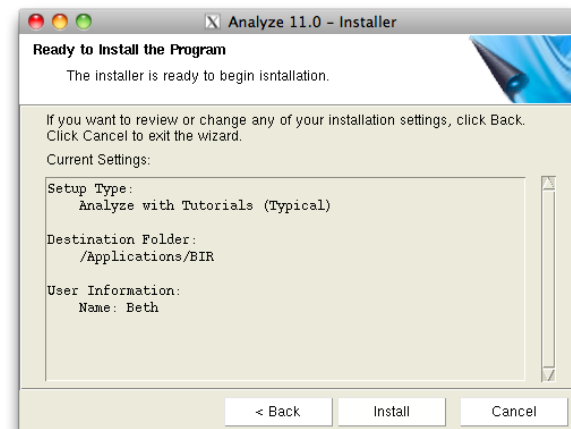 Analyze 11.0 – Installer
Ready to Install the Program
The installer is ready to begin isntallation.
If you want to review or change any of your installation settings, click Back.
Click Cancel to exit the wizard.
Current Settings:
Setup Type:
Analyze with Tutorials (Typical)
Destination Folder:
/Applications/BIR
User Information:
Name: Beth
< Back
Install
Cancel